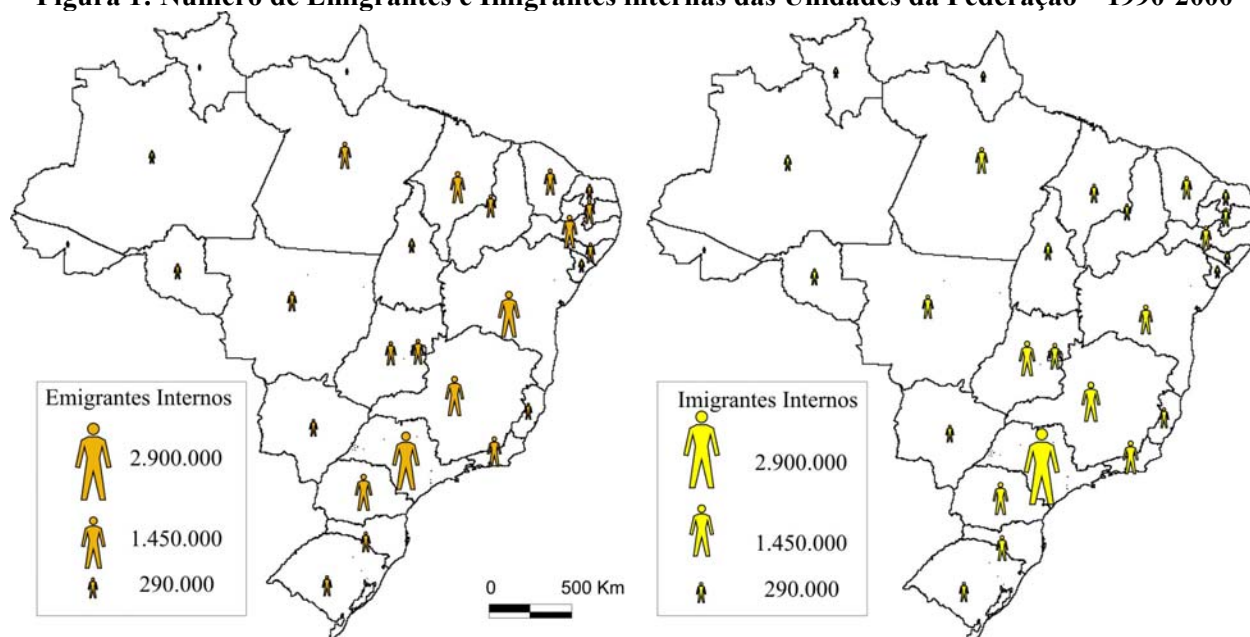 Figura 1: Número de Emigrantes e Imigrantes internas das Unidades da Federação – 1990-2000
Emigrantes Internos
2.900.000
1.450.000
290.000
0 500 Km
Imigrantes Internos
2.900.000
1.450.000
290.000